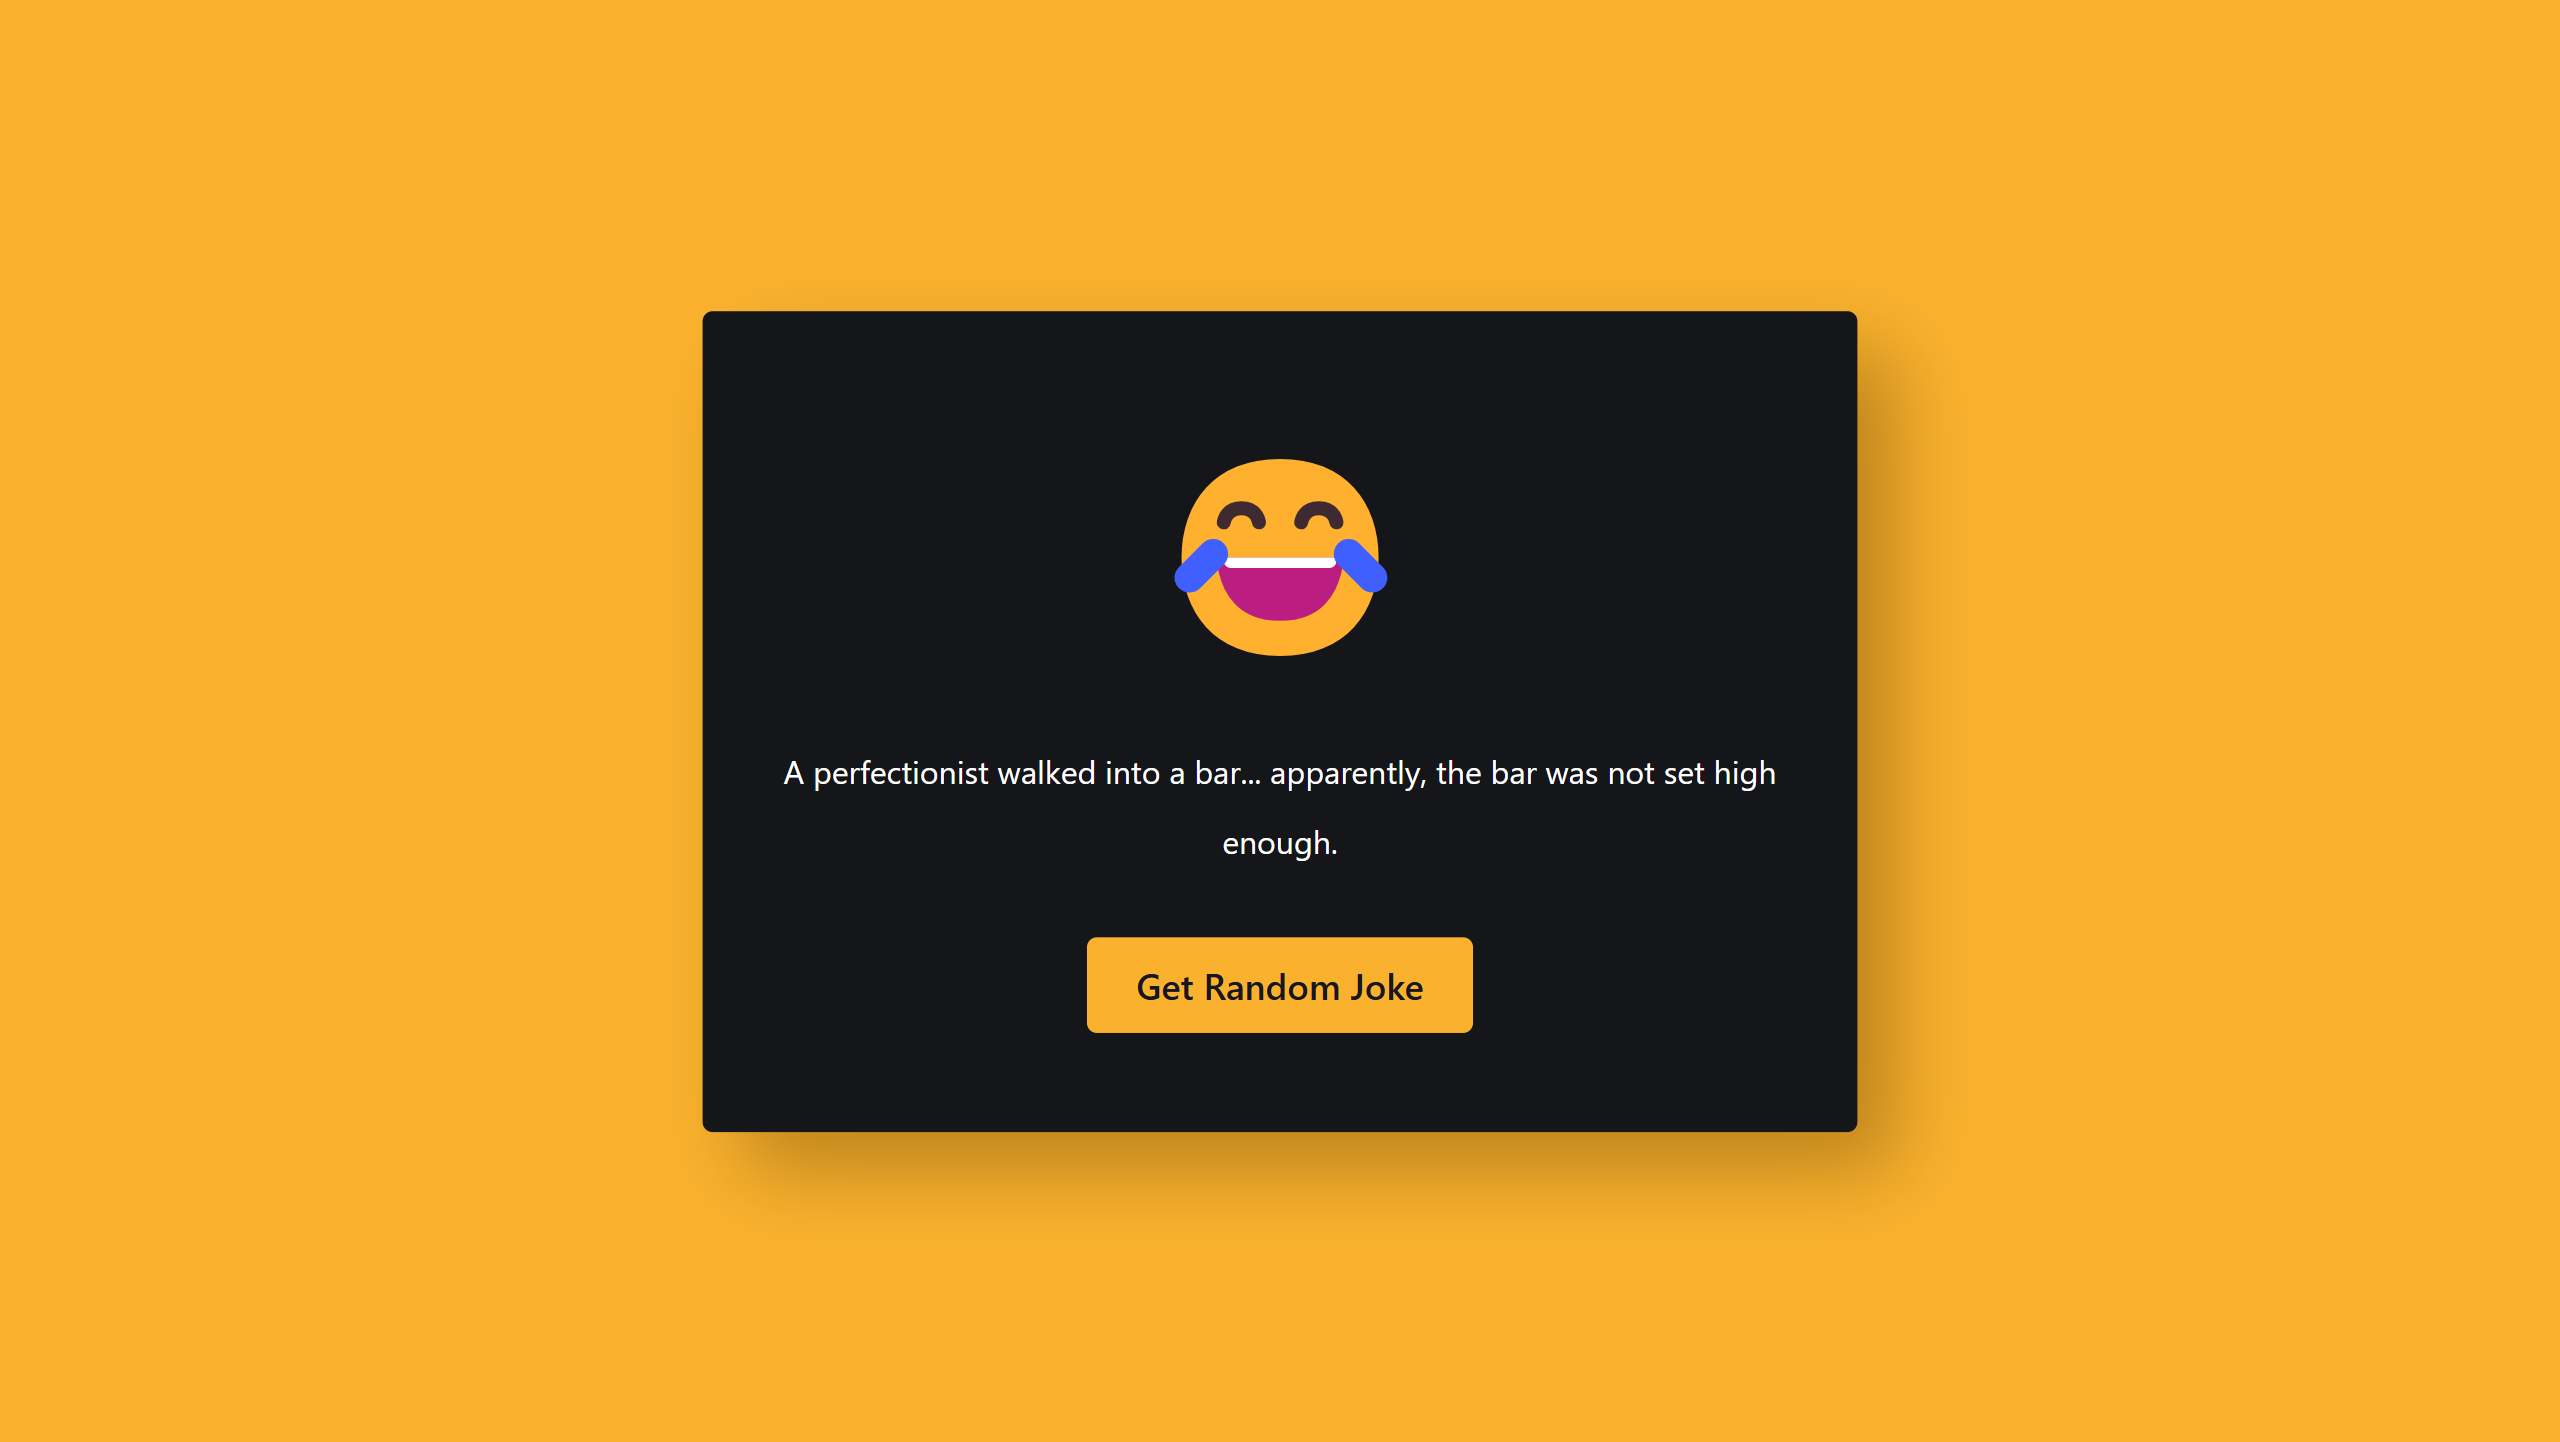 A perfectionist walked into a bar... apparently, the bar was not set high
enough.
Get Random Joke